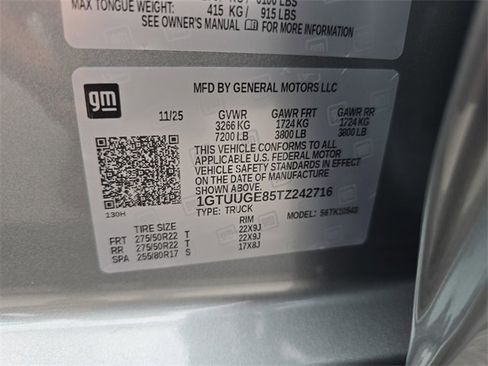 MAX TONGUE WEIGHT: 415 KG / 915 LBS
SEE OWNER'S MANUAL FOR MORE INFORMATION
gm
MFD BY GENERAL MOTORS LLC
11/25 GVWR GAWR FRT GAWR RR
3266 KG 1724 KG 1724 KG
7200 LB 3800 LB 3800 LB
THIS VEHICLE CONFORMS TO ALL
APPLICABLE U.S. FEDERAL MOTOR
VEHICLE SAFETY STANDARDS IN EFFECT
ON THE DATE OF MANUFACTURE
SHOWN ABOVE.
1GTUUGE85TZ242716
TYPE: TRUCK MODEL:
130H
TIRE SIZE RIM
FRT 275/50R22 T 22X9J
RR 275/50R22 T 22X9J
SPA 255/80R17 S 17X8J